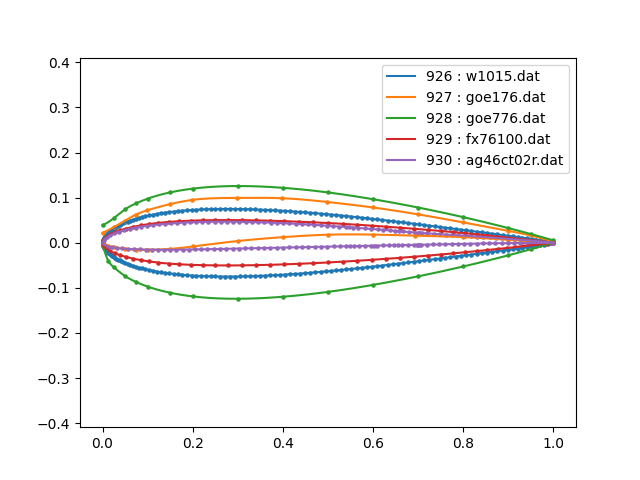 0.4
0.3
0.2
0.1
0.0
−0.1
−0.2
−0.3
−0.4
0.0 0.2 0.4 0.6 0.8 1.0
926 : w1015.dat
927 : goe176.dat
928 : goe776.dat
929 : fx76100.dat
930 : ag46ct02r.dat